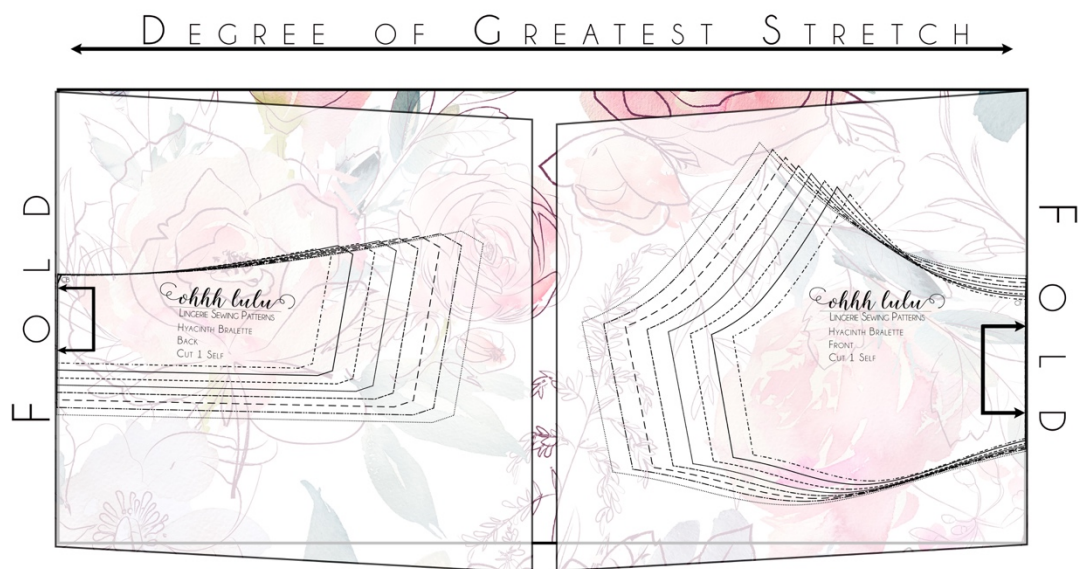 DEGREE OF GREATEST STRETCH
FOLD
ohhh lulu
LINGERIE SEWING PATTERNS
HYACINTH BRALETTE
BACK
CUT 1 SELF
ohhh lulu
LINGERIE SEWING PATTERNS
HYACINTH BRALETTE
FRONT
CUT 1 SELF
FOLD